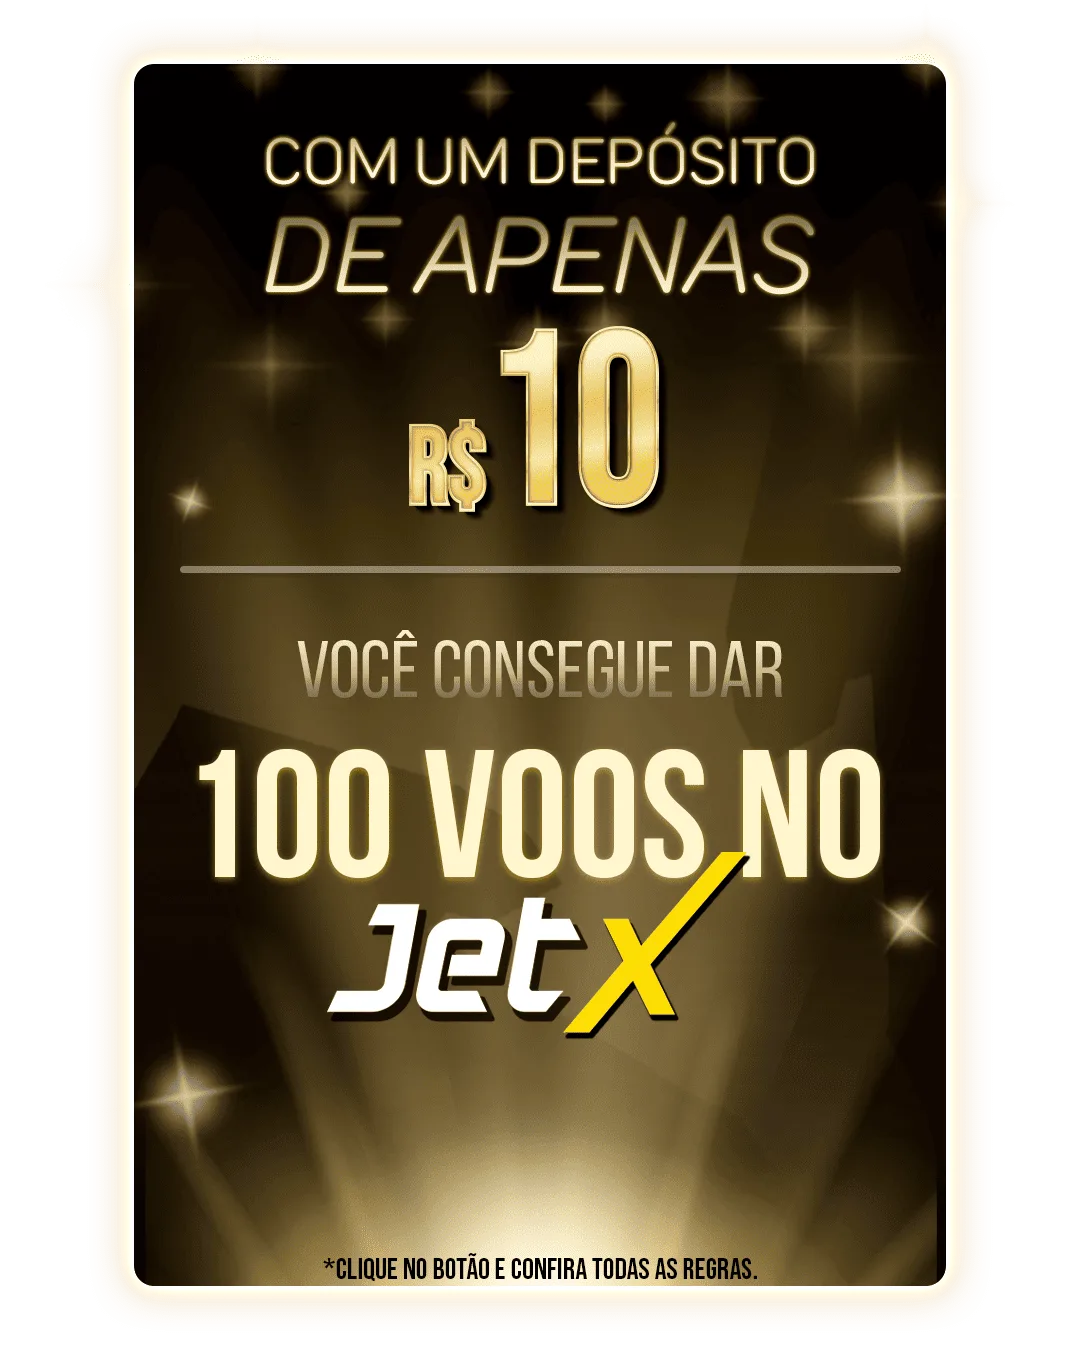 COM UM DEPÓSITO
DE APENAS
R$ 10
VOCÊ CONSEGUE DAR
100 VOOS NO
Jetx
*CLIQUE NO BOTÃO E CONFIRA TODAS AS REGRAS.